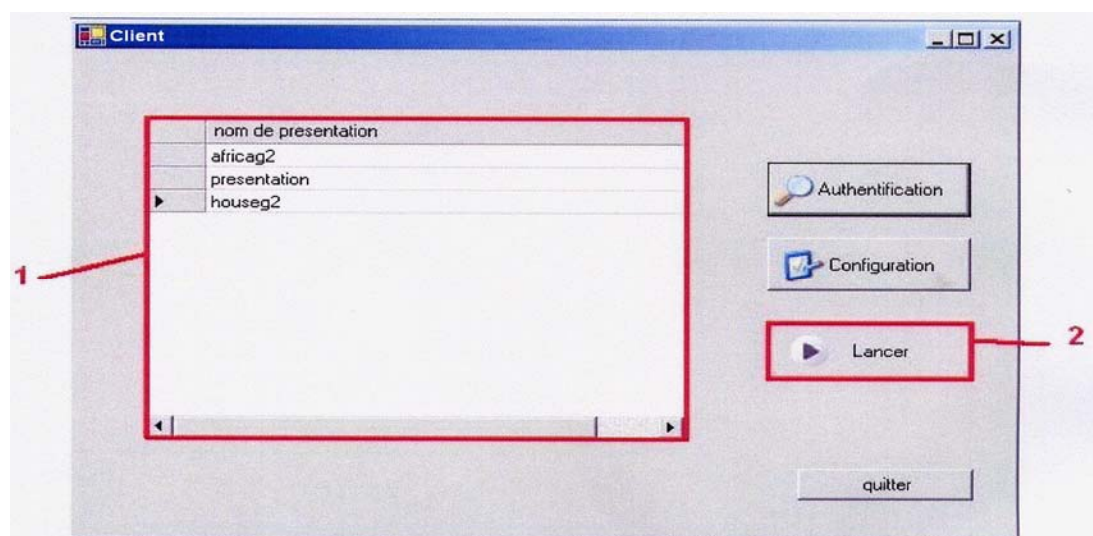 Client
nom de presentation
africag2
presentation
houseg2
Authentification
Configuration
Lancer
quitter
1
2